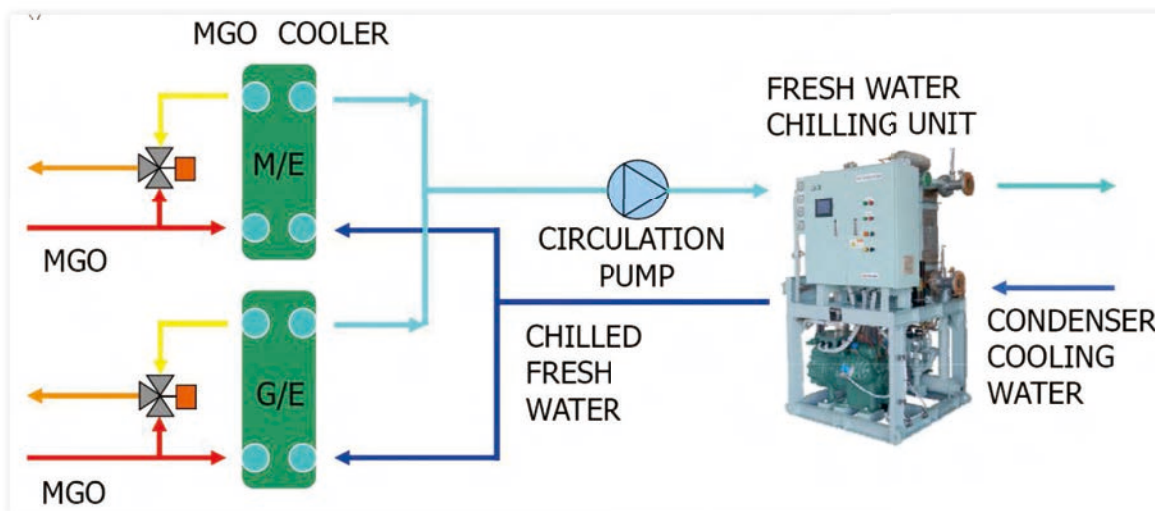 MGO COOLER
FRESH WATER
CHILLING UNIT
M/E
MGO
CIRCULATION
PUMP
G/E
MGO
CHILLED
FRESH
WATER
CONDENSER
COOLING
WATER